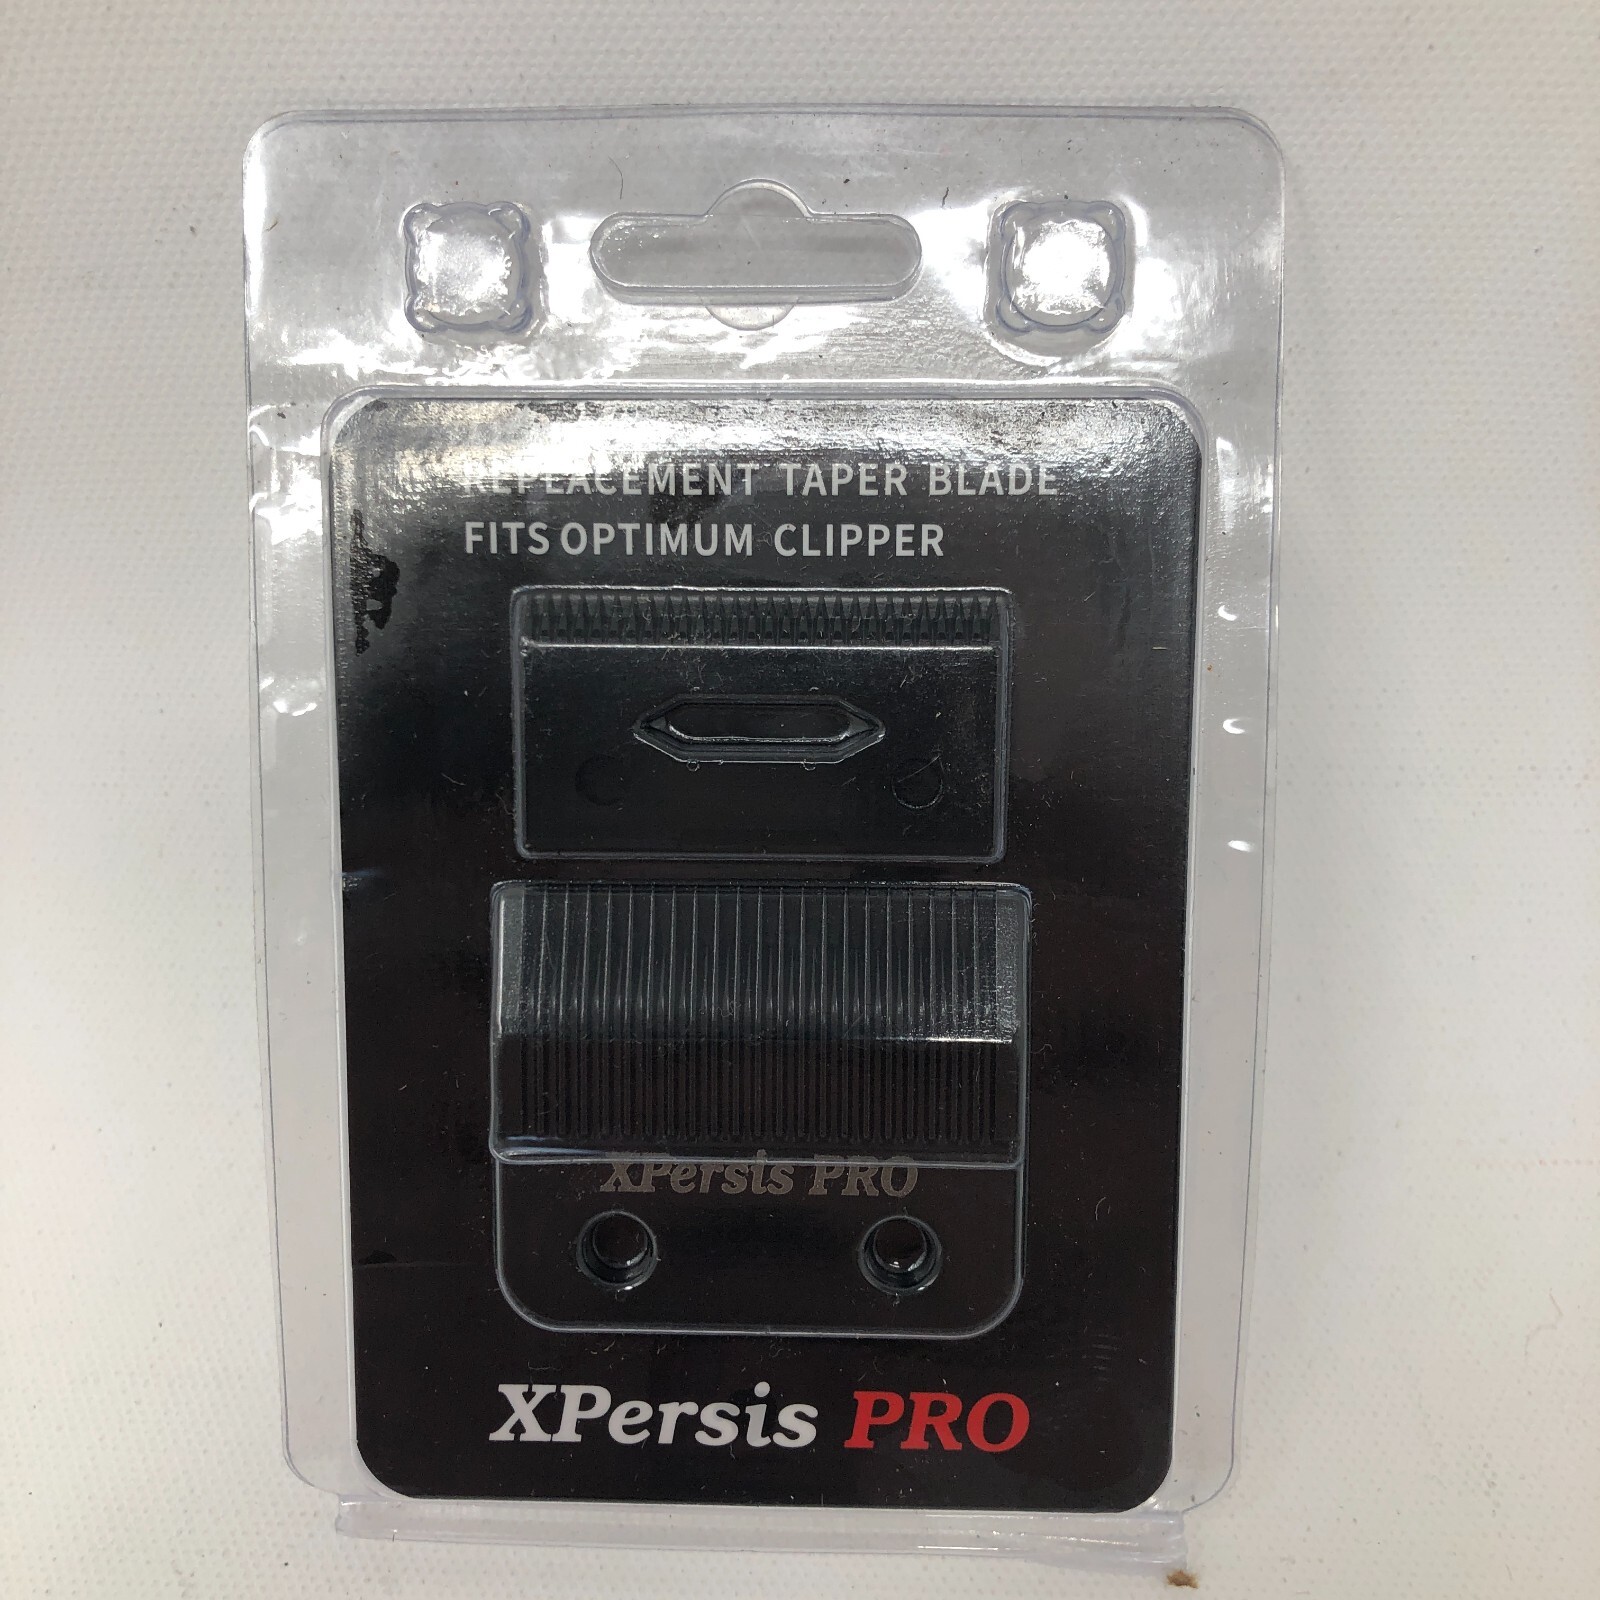 REPLACEMENT TAPER BLADE
FITS OPTIMUM CLIPPER
XPersis PRO
XPersis PRO